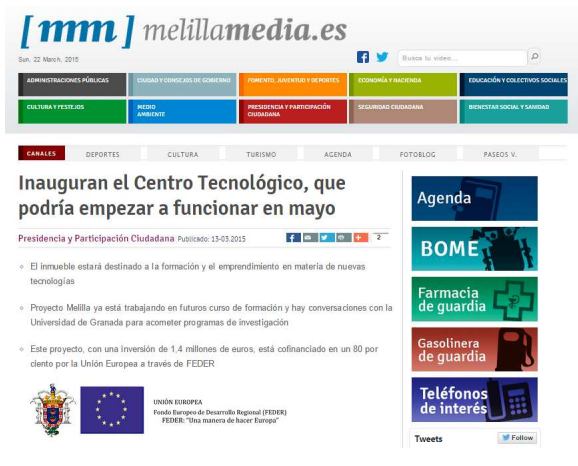 [mm] melillamedia.es
Sun, 22 March, 2015
Busca tu video...
ADMINISTRACIONES PÚBLICAS
CIUDAD Y CONSEJOS DE GOBIERNO
FOMENTO, JUVENTUD Y DEPORTES
ECONOMÍA Y HACIENDA
EDUCACIÓN Y COLECTIVOS SOCIALES
CULTURA Y FESTEJOS
MEDIO
AMBIENTE
PRESIDENCIA Y PARTICIPACIÓN
CIUDADANA
SEGURIDAD CIUDADANA
BIENESTAR SOCIAL Y SANIDAD
CANALES
DEPORTES
CULTURA
TURISMO
AGENDA
FOTOBLOG
PASEOS V.
Inauguran el Centro Tecnológico, que
podría empezar a funcionar en mayo
Presidencia y Participación Ciudadana Publicado: 13-03.2015
2
El inmueble estará destinado a la formación y el emprendimiento en materia de nuevas
tecnologías
Proyecto Melilla ya está trabajando en futuros curso de formación y hay conversaciones con la
Universidad de Granada para acometer programas de investigación
Este proyecto, con una inversión de 1,4 millones de euros, está cofinanciado en un 80 por
ciento por la Unión Europea a través de FEDER
UNIÓN EUROPEA
Fondo Europeo de Desarrollo Regional (FEDER)
FEDER: "Una manera de hacer Europa"
Agenda
BOME
Farmacia
de guardia
Gasolinera
de guardia
Teléfonos
de interés
Tweets
Follow